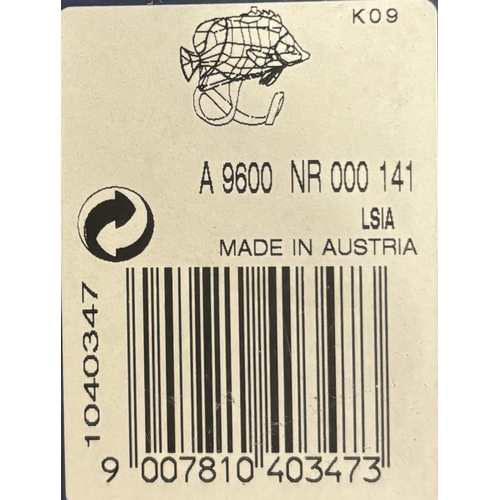 K09
A 9600 NR 000 141
LSIA
MADE IN AUSTRIA
1040347
9 007810 403473